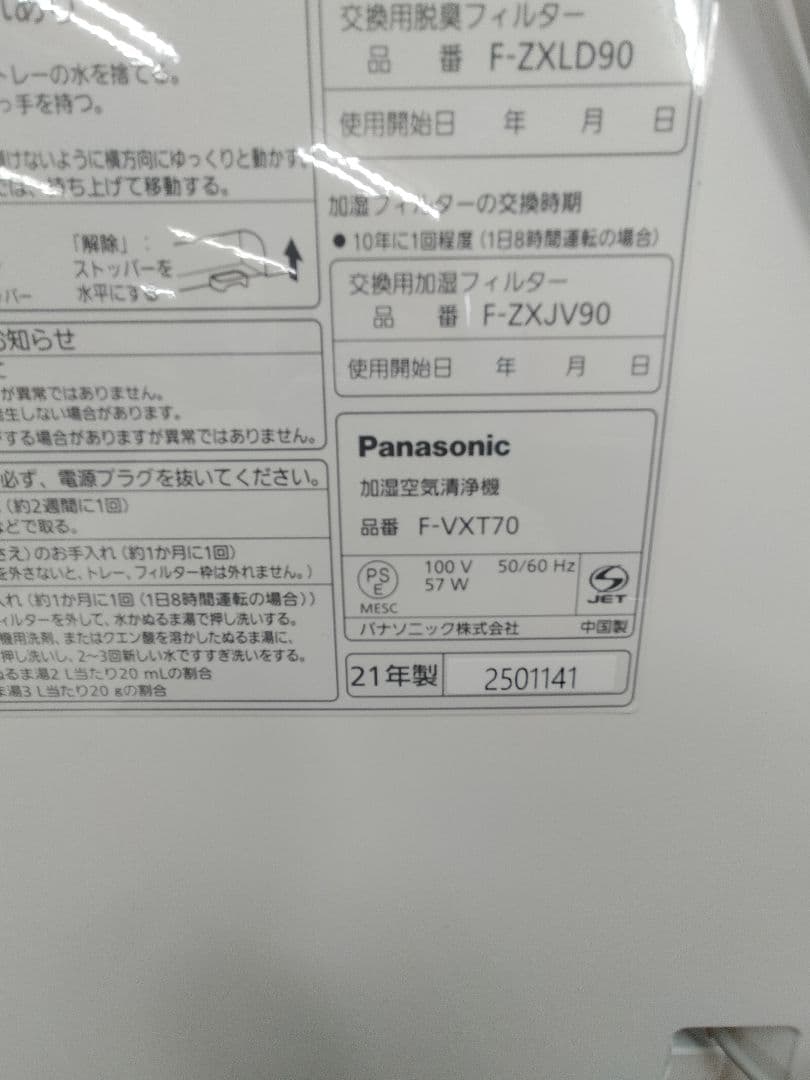 トレーの水を捨てる。
っ手を持つ。
けないように横方向にゆっくりと動かす。
では、持ち上げて移動する。
「解除」：
ストッパーを
水平にする
パー
お知らせ
が異常ではありません。
生しない場合があります。
する場合がありますが異常ではありません。
必ず、電源プラグを抜いてください。
（約2週間に1回）
などで取る。
さえ）のお手入れ（約1か月に1回）
を外さないと、トレー、フィルター枠は外れません。）
入れ（約1か月に1回（1日8時間運転の場合））
ィルターを外して、水かぬるま湯で押し洗いする。
機用洗剤、またはクエン酸を溶かしたぬるま湯に、
押し洗いし、2～3回新しい水ですすぎ洗いをする。
ぬるま湯2 L当たり20 mLの割合
ま湯3 L当たり20 gの割合
交換用脱臭フィルター
品 番 F-ZXLD90
使用開始日 年 月 日
加湿フィルターの交換時期
●10年に1回程度（1日8時間運転の場合）
交換用加湿フィルター
品 番 F-ZXJV90
使用開始日 年 月 日
Panasonic
加湿空気清浄機
品番 F-VXT70
PS
E
MESC
100 V 50/60 Hz
57 W
JET
パナソニック株式会社 中国製
21年製 2501141